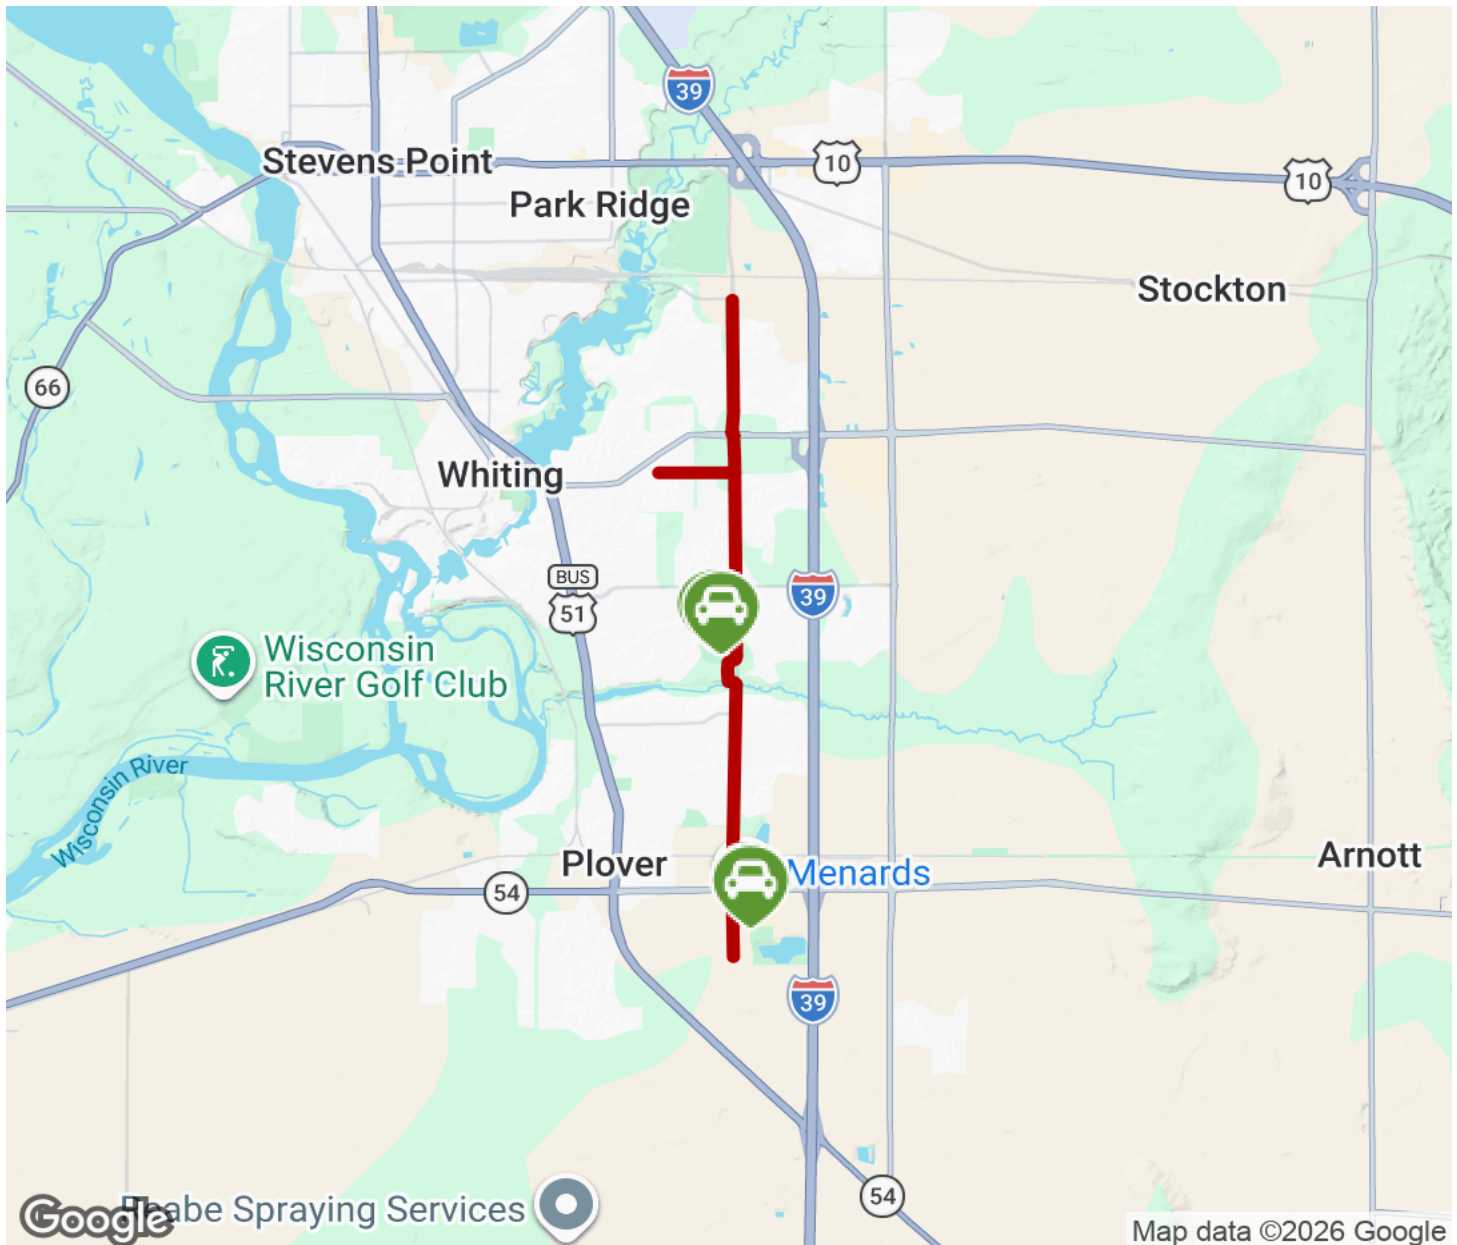 39
Stevens Point
10
10
Park Ridge
Stockton
66
Whiting
BUS
51
39
Wisconsin
River Golf Club
Wisconsin River
Plover
Menards
Arnott
54
39
54
Spraying Services
Google
Map data ©2026 Google